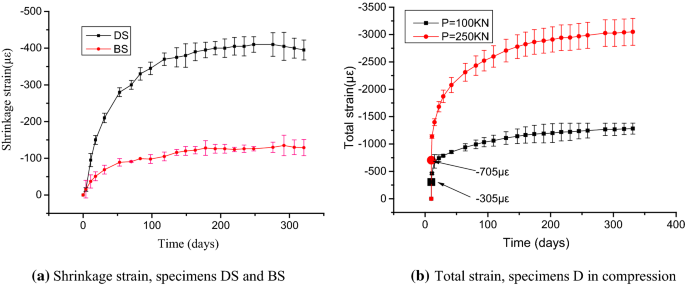 -400
-300
-200
-100
0
Shrinkage strain(με)
DS
BS
0
100
200
300
Time (days)
(a) Shrinkage strain, specimens DS and BS
-3500
-3000
-2500
-2000
-1500
-1000
-500
0
Total strain(με)
P=100KN
P=250KN
-705με
-305με
0
100
200
300
400
Time (days)
(b) Total strain, specimens D in compression